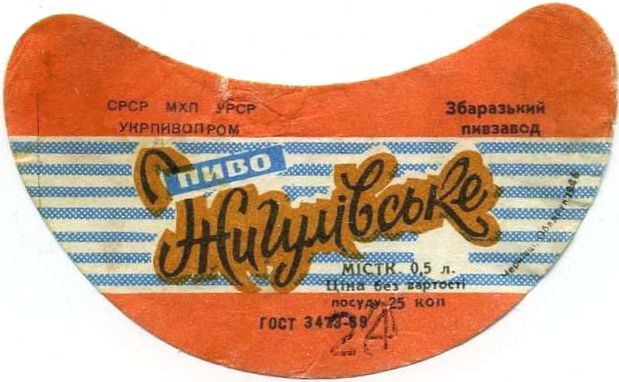 СРСР МХП УРСР
УКРПИВОПРОМ
Збаразький
пивзавод
ПИВО
Жигулівське
МІСТК. 0,5 л.
Ціна без вартості
посуду 25 коп
ГОСТ 3473-69
24